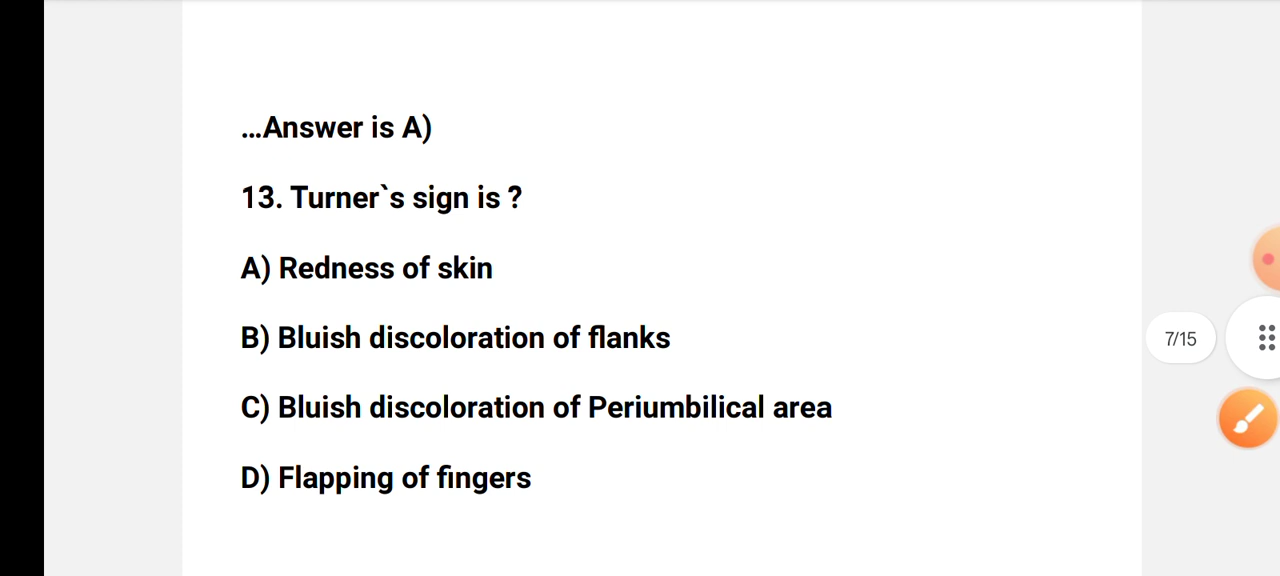 ...Answer is A)
13. Turner`s sign is ?
A) Redness of skin
B) Bluish discoloration of flanks
7/15
C) Bluish discoloration of Periumbilical area
D) Flapping of fingers